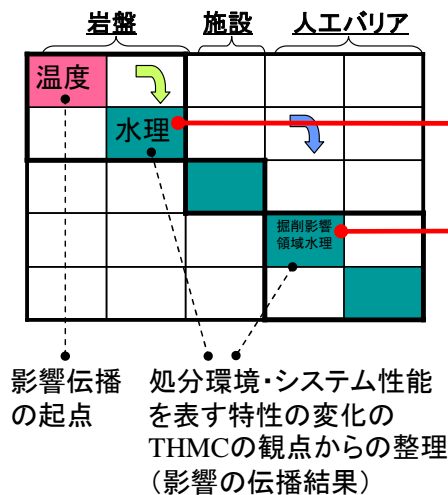 岩盤 施設 人工バリア
温度
水理
掘削影響
領域水理
影響伝播
の起点
処分環境・システム性能
を表す特性の変化の
THMCの観点からの整理
(影響の伝播結果)